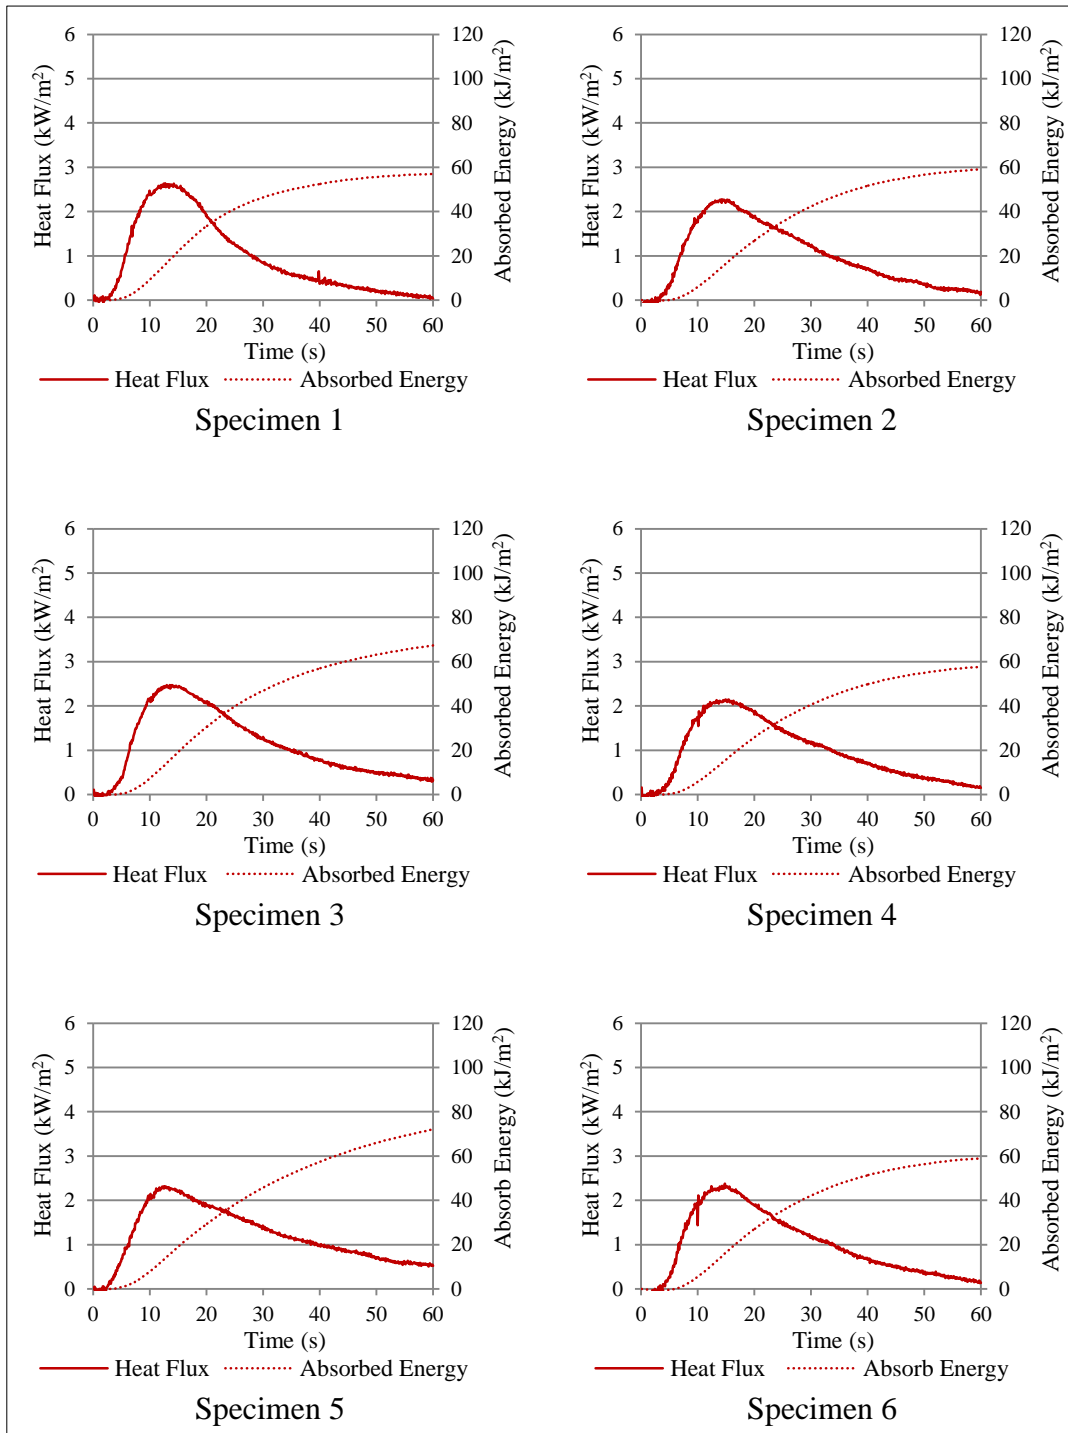 Heat Flux (kW/m²)
6
5
4
3
2
1
0
120
100
80
60
40
20
0
Absorbed Energy (kJ/m²)
0 10 20 30 40 50 60
Time (s)
Heat Flux Absorbed Energy
Specimen 1
Heat Flux (kW/m²)
6
5
4
3
2
1
0
120
100
80
60
40
20
0
Absorbed Energy (kJ/m²)
0 10 20 30 40 50 60
Time (s)
Heat Flux Absorbed Energy
Specimen 2
Heat Flux (kW/m²)
6
5
4
3
2
1
0
120
100
80
60
40
20
0
Absorbed Energy (kJ/m²)
0 10 20 30 40 50 60
Time (s)
Heat Flux Absorbed Energy
Specimen 3
Heat Flux (kW/m²)
6
5
4
3
2
1
0
120
100
80
60
40
20
0
Absorbed Energy (kJ/m²)
0 10 20 30 40 50 60
Time (s)
Heat Flux Absorbed Energy
Specimen 4
Heat Flux (kW/m²)
6
5
4
3
2
1
0
120
100
80
60
40
20
0
Absorb Energy (kJ/m²)
0 10 20 30 40 50 60
Time (s)
Heat Flux Absorbed Energy
Specimen 5
Heat Flux (kW/m²)
6
5
4
3
2
1
0
120
100
80
60
40
20
0
Absorbed Energy (kJ/m²)
0 10 20 30 40 50 60
Time (s)
Heat Flux Absorb Energy
Specimen 6